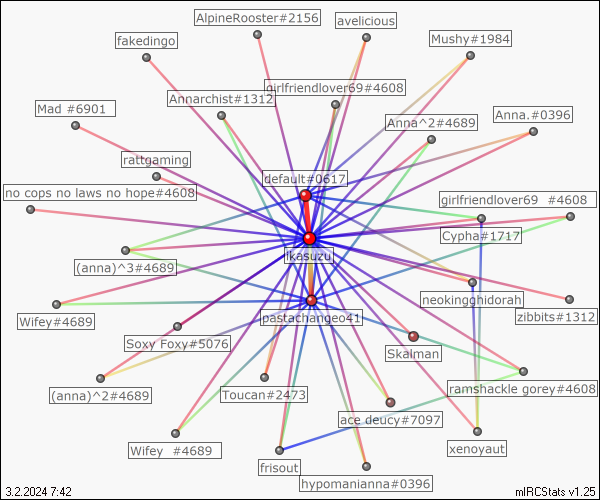 AlpineRooster#2156
avelicious
fakedingo
Mushy#1984
girlfriendlover69#4608
Annarchist#1312
Mad #6901
Anna^2#4689
Anna.#0396
rattgaming
default#0617
no cops no laws no hope#4608
girlfriendlover69 #4608
Cypha#1717
ikasuzu
(anna)^3#4689
neokingghidorah
Wifey#4689
pastachangeo41
zibbits#1312
Soxy Foxy#5076
Skalman
(anna)^2#4689
Toucan#2473
ramshackle gorey#4608
ace deucy#7097
Wifey #4689
xenoyaut
frisout
hypomanianna#0396
3.2.2024 7:42
mIRCStats v1.25